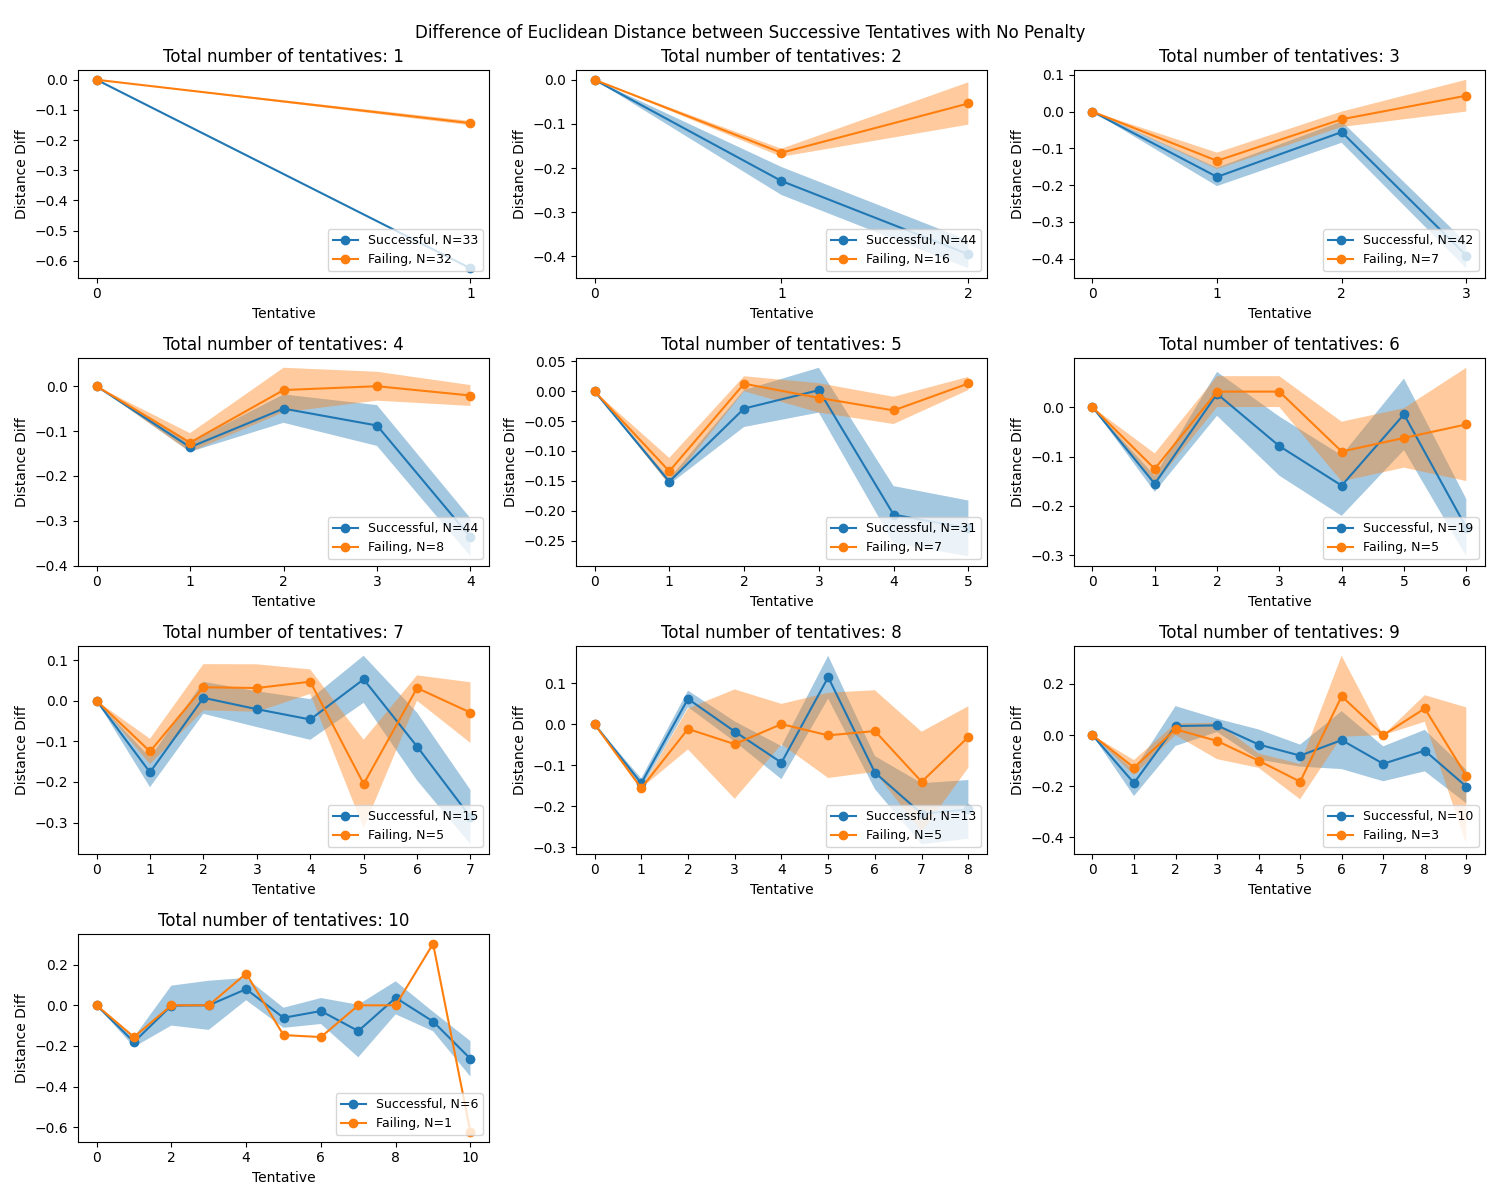 Difference of Euclidean Distance between Successive Tentatives with No Penalty
Total number of tentatives: 1
0.0
−0.1
−0.2
−0.3
−0.4
−0.5
−0.6
Distance Diff
Successful, N=33
Failing, N=32
0 1
Tentative
Total number of tentatives: 2
0.0
−0.1
−0.2
−0.3
−0.4
Distance Diff
Successful, N=44
Failing, N=16
0 1 2
Tentative
Total number of tentatives: 3
0.1
0.0
−0.1
−0.2
−0.3
−0.4
Distance Diff
Successful, N=42
Failing, N=7
0 1 2 3
Tentative
Total number of tentatives: 4
0.0
−0.1
−0.2
−0.3
−0.4
Distance Diff
Successful, N=44
Failing, N=8
0 1 2 3 4
Tentative
Total number of tentatives: 5
0.05
0.00
−0.05
−0.10
−0.15
−0.20
−0.25
Distance Diff
Successful, N=31
Failing, N=7
0 1 2 3 4 5
Tentative
Total number of tentatives: 6
0.0
−0.1
−0.2
−0.3
Distance Diff
Successful, N=19
Failing, N=5
0 1 2 3 4 5 6
Tentative
Total number of tentatives: 7
0.1
0.0
−0.1
−0.2
−0.3
Distance Diff
Successful, N=15
Failing, N=5
0 1 2 3 4 5 6 7
Tentative
Total number of tentatives: 8
0.1
0.0
−0.1
−0.2
−0.3
Distance Diff
Successful, N=13
Failing, N=5
0 1 2 3 4 5 6 7 8
Tentative
Total number of tentatives: 9
0.2
0.0
−0.2
−0.4
Distance Diff
Successful, N=10
Failing, N=3
0 1 2 3 4 5 6 7 8 9
Tentative
Total number of tentatives: 10
0.2
0.0
−0.2
−0.4
−0.6
Distance Diff
Successful, N=6
Failing, N=1
0 2 4 6 8 10
Tentative